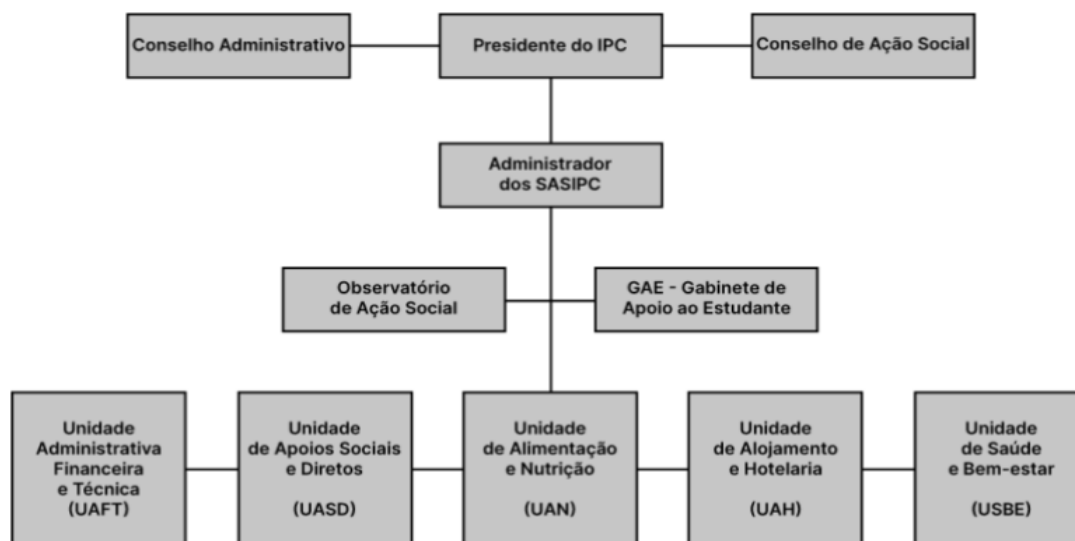 Conselho Administrativo
Presidente do IPC
Conselho de Ação Social
Administrador
dos SASIPC
Observatório
de Ação Social
GAE - Gabinete de
Apoio ao Estudante
Unidade
Administrativa
Financeira
e Técnica
(UAFT)
Unidade
de Apoios Sociais
e Diretos
(UASD)
Unidade
de Alimentação
e Nutrição
(UAN)
Unidade
de Alojamento
e Hotelaria
(UAH)
Unidade
de Saúde
e Bem-estar
(USBE)